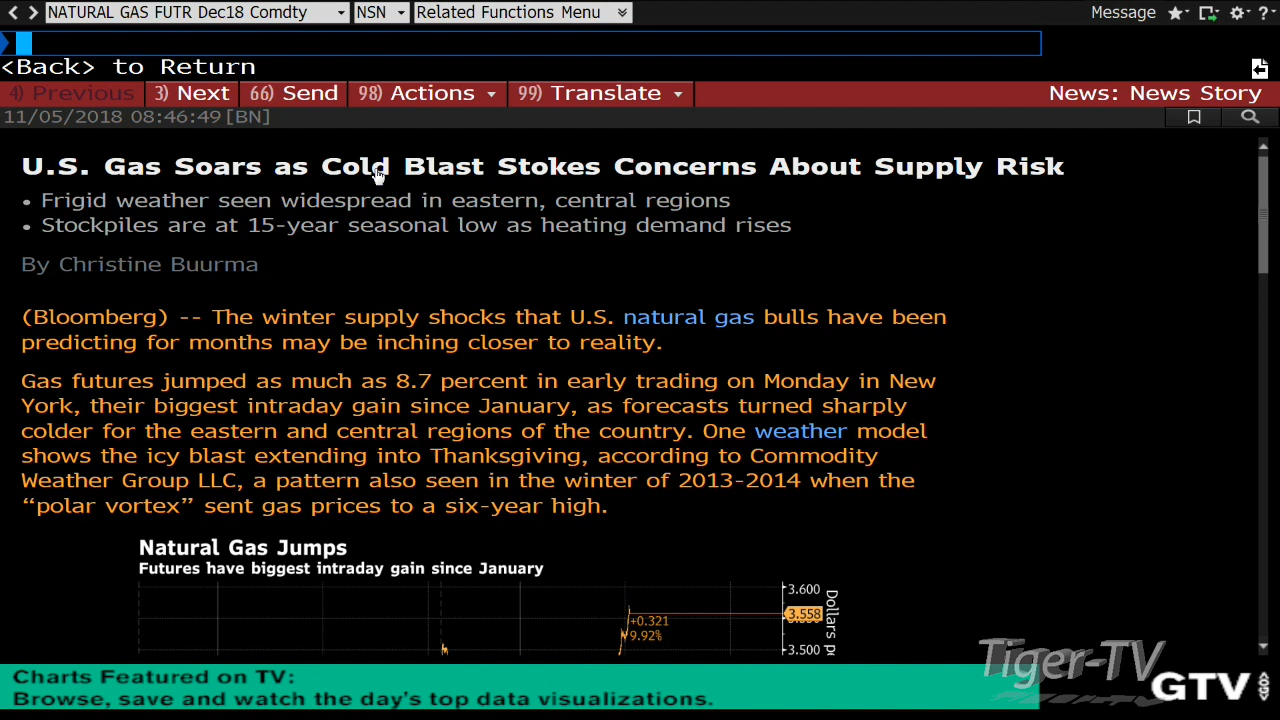 NATURAL GAS FUTR Dec18 Comdty NSN Related Functions Menu Message ?
<Back> to Return
4) Previous 3) Next 66) Send 98) Actions 99) Translate News: News Story
11/05/2018 08:46:49 [BN]
U.S. Gas Soars as Cold Blast Stokes Concerns About Supply Risk
• Frigid weather seen widespread in eastern, central regions
• Stockpiles are at 15-year seasonal low as heating demand rises
By Christine Buurma
(Bloomberg) -- The winter supply shocks that U.S. natural gas bulls have been
predicting for months may be inching closer to reality.
Gas futures jumped as much as 8.7 percent in early trading on Monday in New
York, their biggest intraday gain since January, as forecasts turned sharply
colder for the eastern and central regions of the country. One weather model
shows the icy blast extending into Thanksgiving, according to Commodity
Weather Group LLC, a pattern also seen in the winter of 2013-2014 when the
“polar vortex” sent gas prices to a six-year high.
Natural Gas Jumps
Futures have biggest intraday gain since January
3.600
3.558
+0.321
9.92%
3.500
Dollars
Tiger-TV
Charts Featured on TV:
Browse, save and watch the day's top data visualizations.
GTV